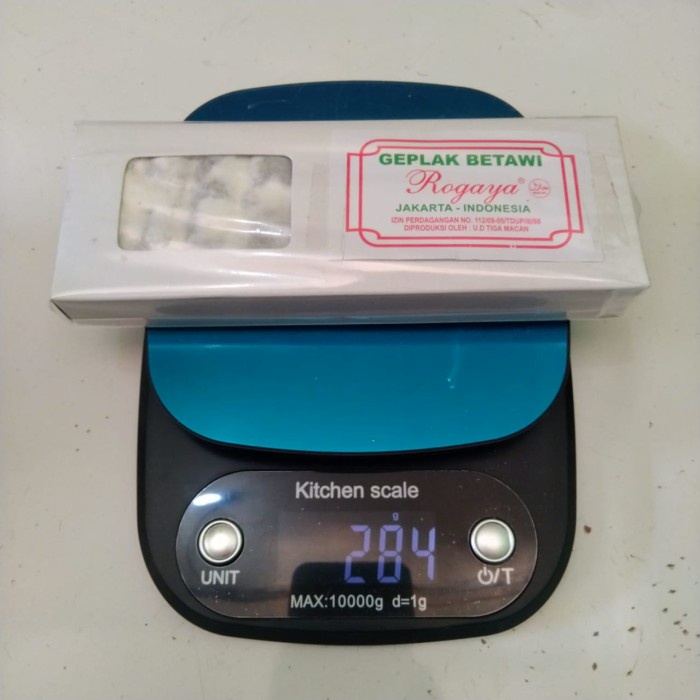 GEPLAK BETAWI
Rogaya®
JAKARTA - INDONESIA
DIPRODUKSI OLEH : U.D TIGA MACAN
Kitchen scale
g
284
UNIT
⏻/T
MAX:10000g d=1g